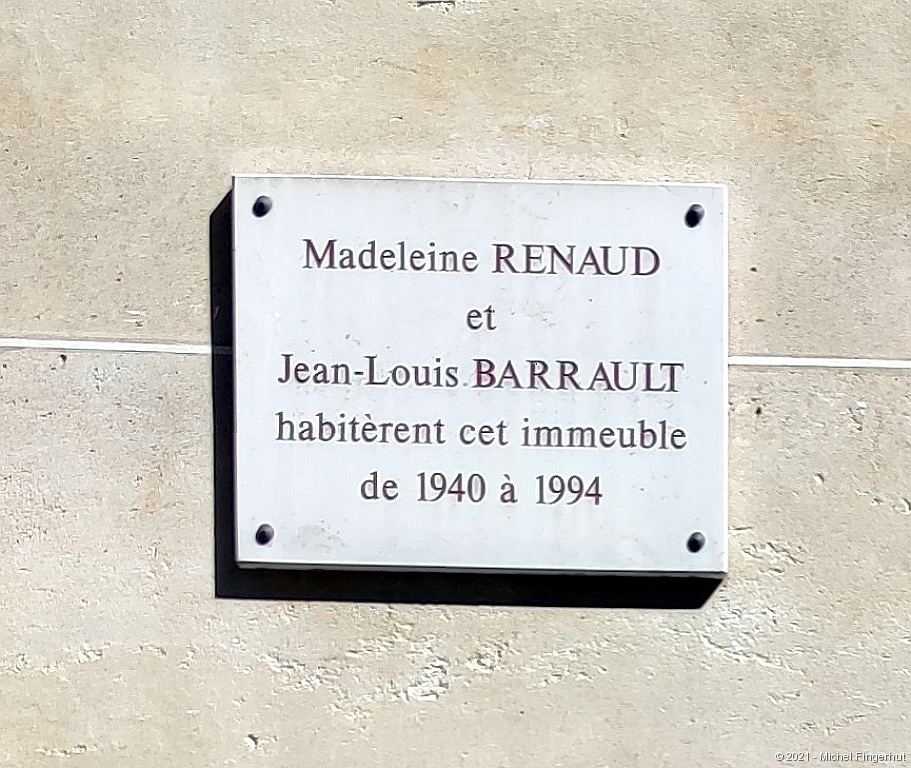 Madeleine RENAUD
et
Jean-Louis BARRAULT
habitèrent cet immeuble
de 1940 à 1994
© 2021 - Michel Fingerhut